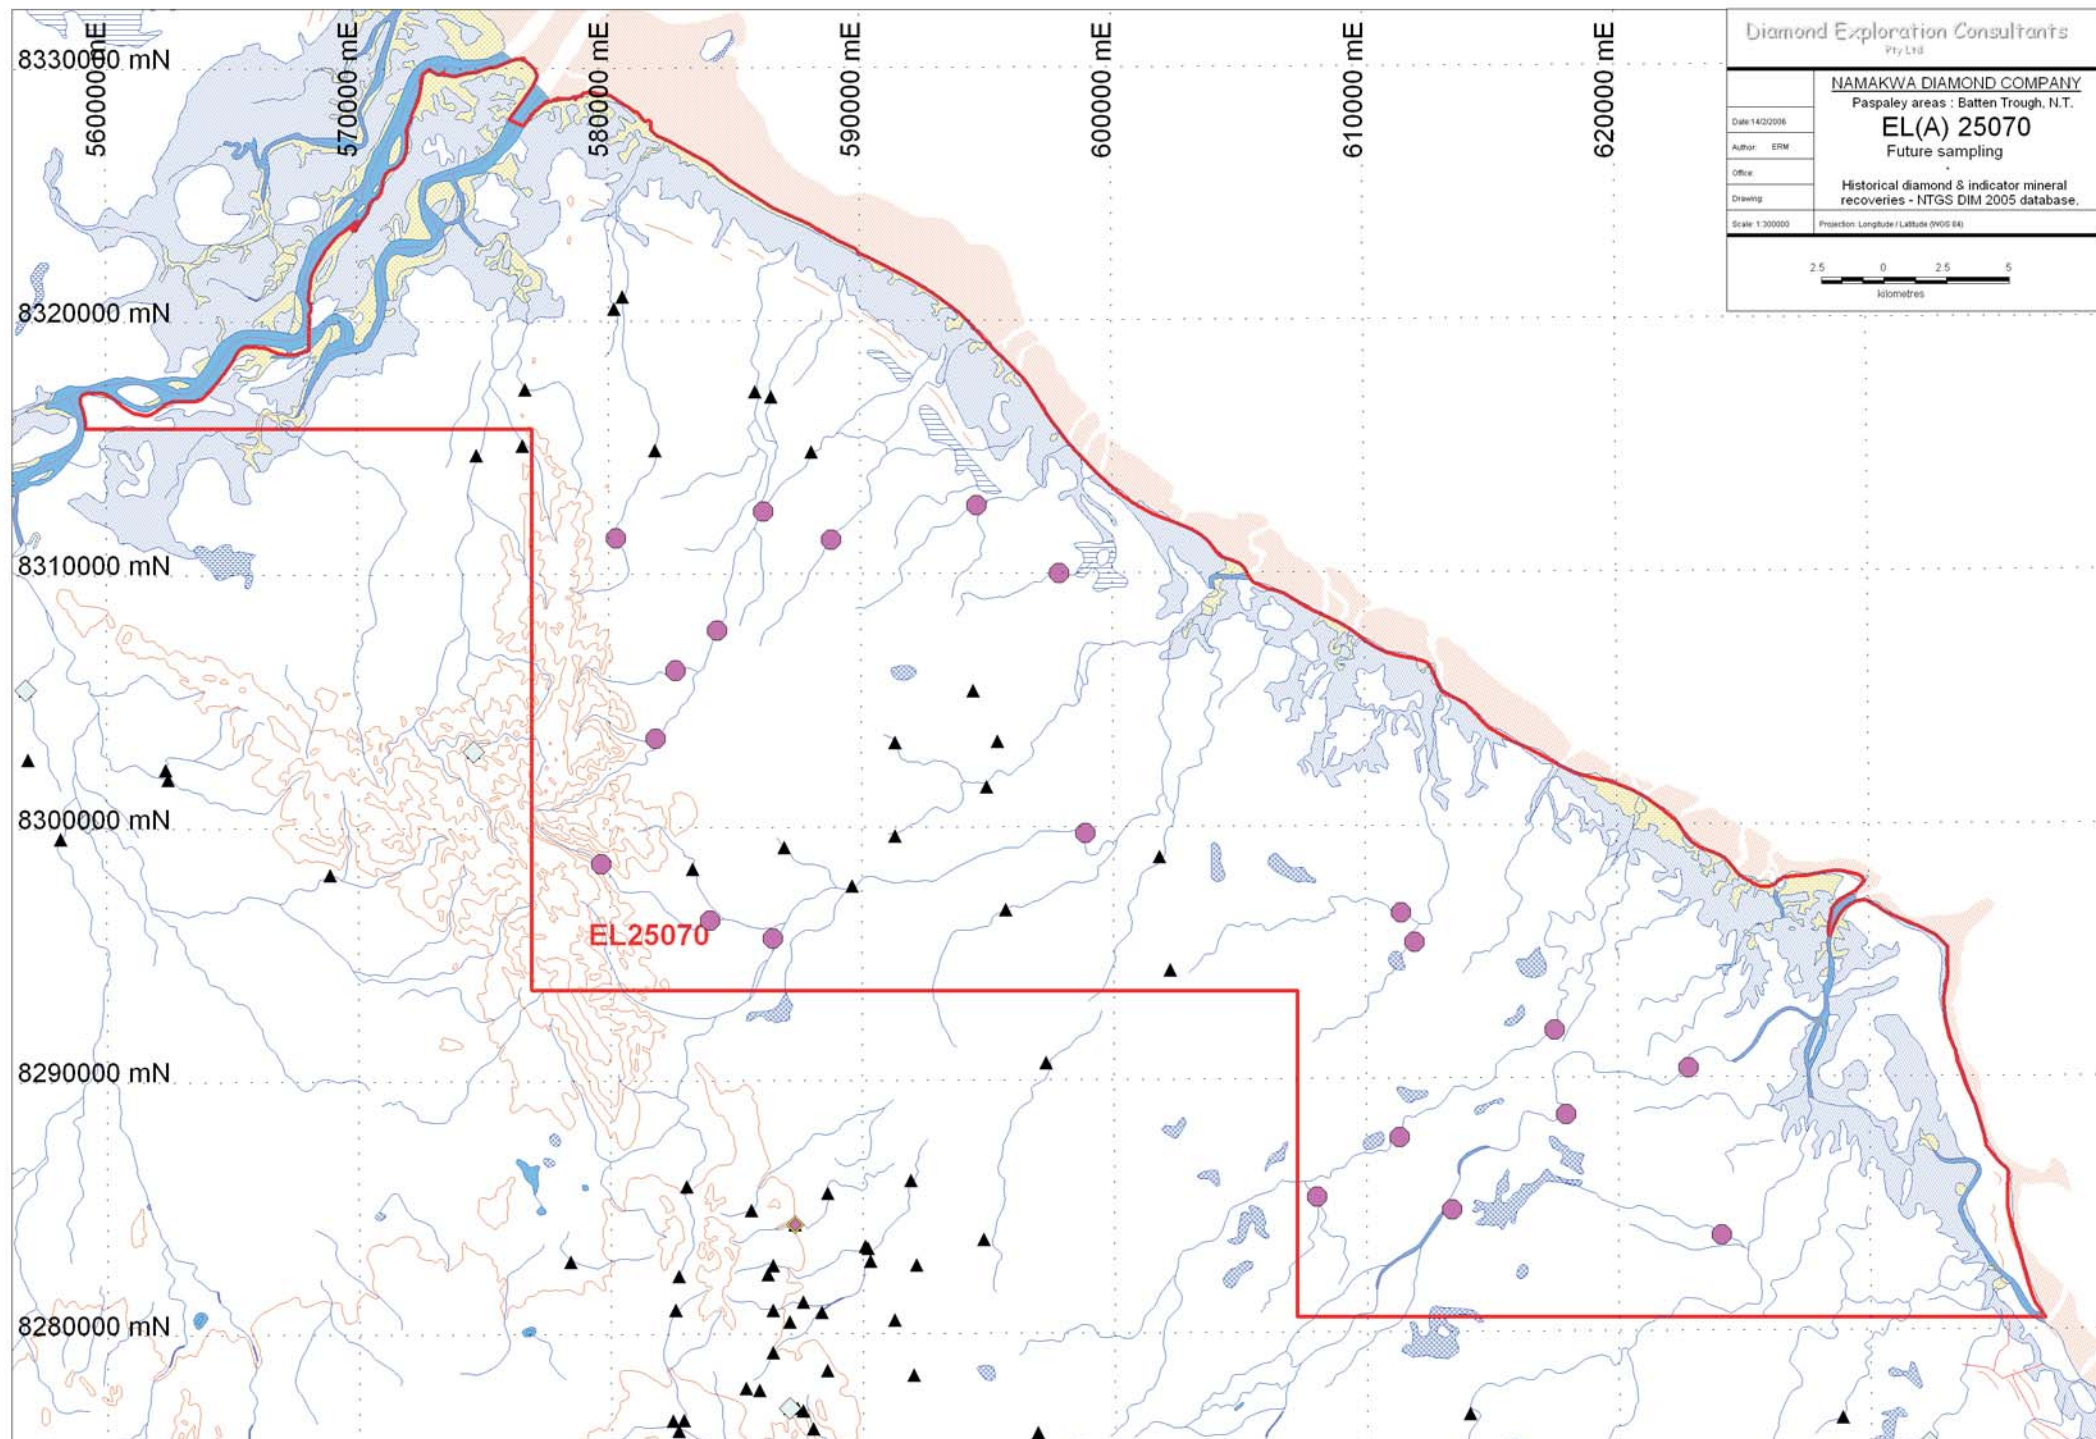 560000 mE
570000 mE
580000 mE
590000 mE
600000 mE
610000 mE
620000 mE
8330000 mN
8320000 mN
8310000 mN
8300000 mN
8290000 mN
8280000 mN
EL25070
Diamond Exploration Consultants
Pty Ltd
NAMAKWA DIAMOND COMPANY
Paspaley areas : Batten Trough, N.T.
EL(A) 25070
Future sampling
Historical diamond & indicator mineral
recoveries - NTGS DIM 2005 database.
Date: 14/2/2006
Author: ERM
Office:
Drawing:
Scale: 1:300000
Projection: Longitude / Latitude (WGS 84)
2.5 0 2.5 5
kilometres